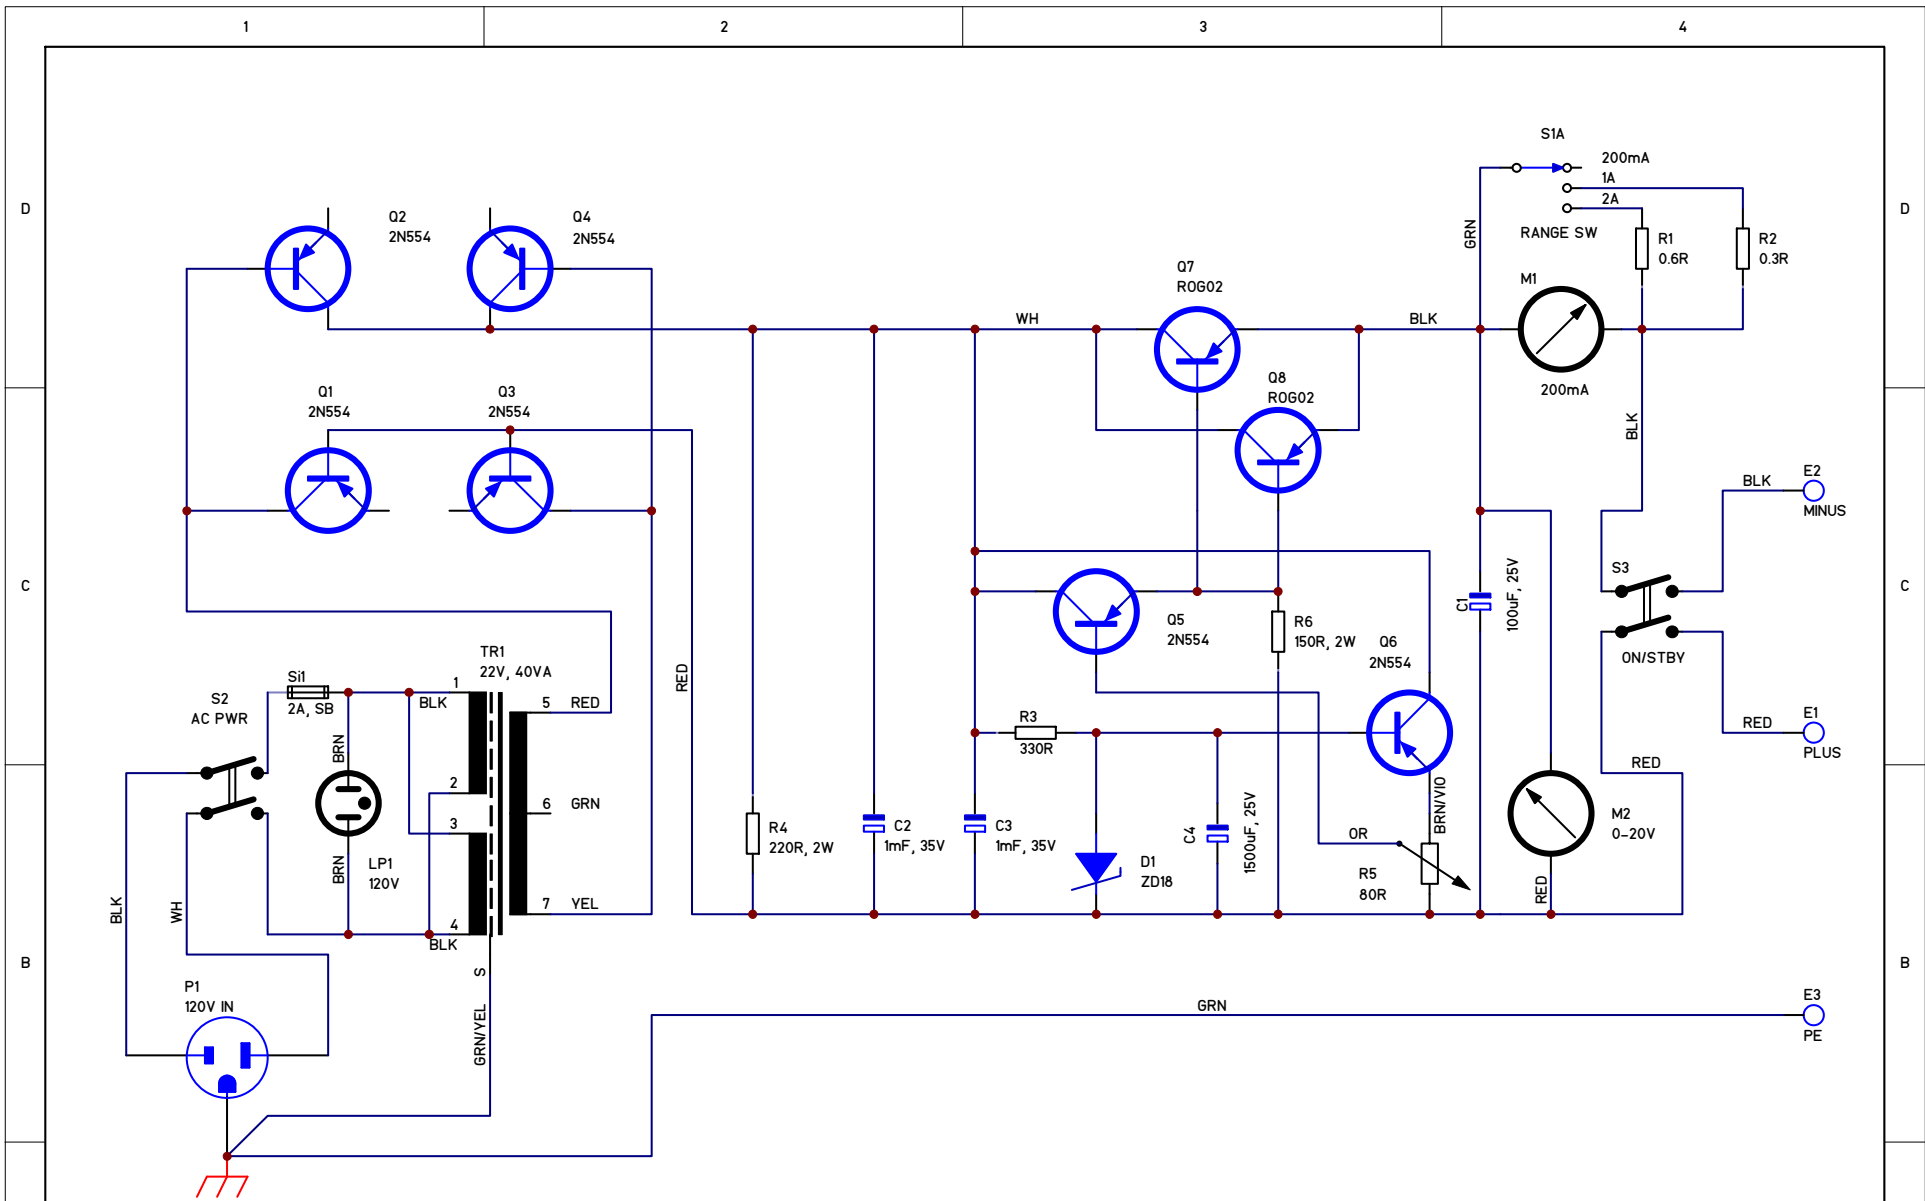 1
2
3
4
D
D
S1A
200mA
1A
2A
RANGE SW
GRN
R1
0.6R
R2
0.3R
Q2
2N554
Q4
2N554
Q7
ROG02
M1
WH
BLK
200mA
Q8
ROG02
Q1
2N554
Q3
2N554
BLK
E2
MINUS
BLK
C
C
S3
ON/STBY
C1
100uF, 25V
Q5
2N554
R6
150R, 2W
Q6
2N554
TR1
22V, 40VA
RED
S2
AC PWR
Si1
2A, SB
BLK
1
2
3
4
5
RED
6
GRN
7
YEL
BLK
S
BRN
BRN
LP1
120V
R3
330R
E1
PLUS
RED
RED
M2
0-20V
RED
R4
220R, 2W
C2
1mF, 35V
C3
1mF, 35V
D1
ZD18
C4
1500uF, 25V
OR
BRN/VIO
R5
80R
BLK
WH
B
B
P1
120V IN
GRN/YEL
GRN
E3
PE